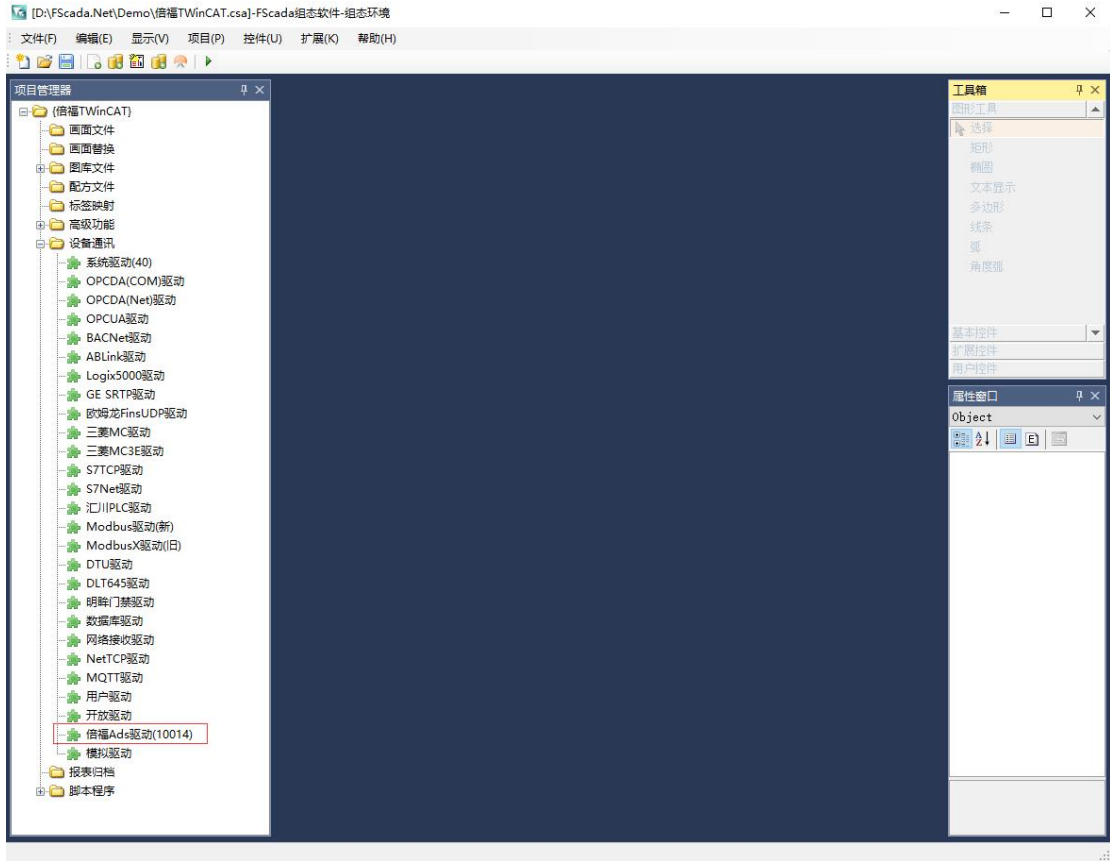 [D:\FScada.Net\Demo\倍福TWinCAT.csa]-FScada组态软件-组态环境
文件(F) 编辑(E) 显示(V) 项目(P) 控件(U) 扩展(K) 帮助(H)
项目管理器
{倍福TWinCAT}
画面文件
画面替换
图库文件
配方文件
标签映射
高级功能
设备通讯
系统驱动(40)
OPCDA(COM)驱动
OPCDA(Net)驱动
OPCUA驱动
BACNet驱动
ABLink驱动
Logix5000驱动
GE SRTP驱动
欧姆龙FinsUDP驱动
三菱MC驱动
三菱MC3E驱动
S7TCP驱动
S7Net驱动
汇川PLC驱动
Modbus驱动(新)
ModbusX驱动(旧)
DTU驱动
DLT645驱动
明眸门禁驱动
数据库驱动
网络接收驱动
NetTCP驱动
MQTT驱动
用户驱动
开放驱动
倍福Ads驱动(10014)
模拟驱动
报表归档
脚本程序
工具箱
图形工具
选择
矩形
椭圆
文本显示
多边形
线条
弧
角度弧
基本控件
扩展控件
用户控件
属性窗口
Object